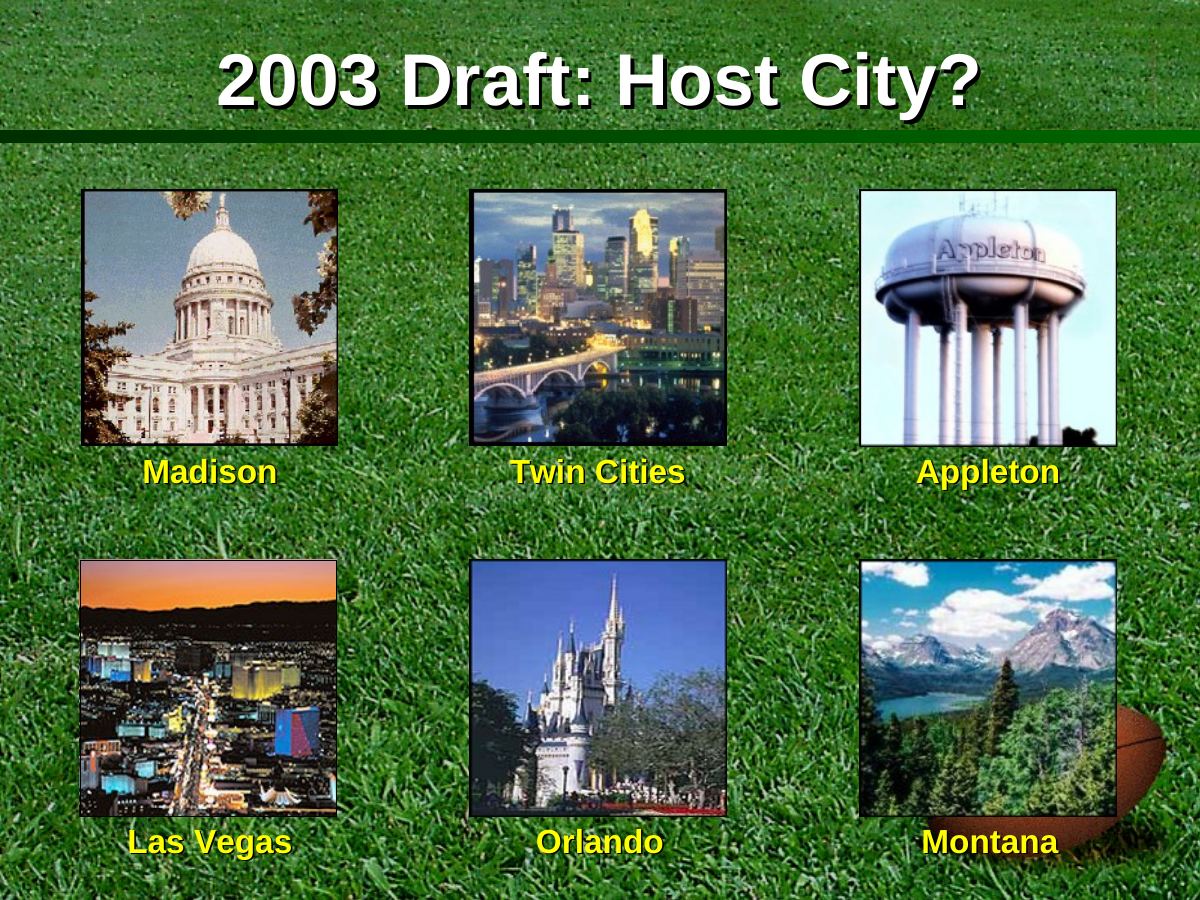 2003 Draft: Host City?
Appleton
Madison
Twin Cities
Appleton
Las Vegas
Orlando
Montana